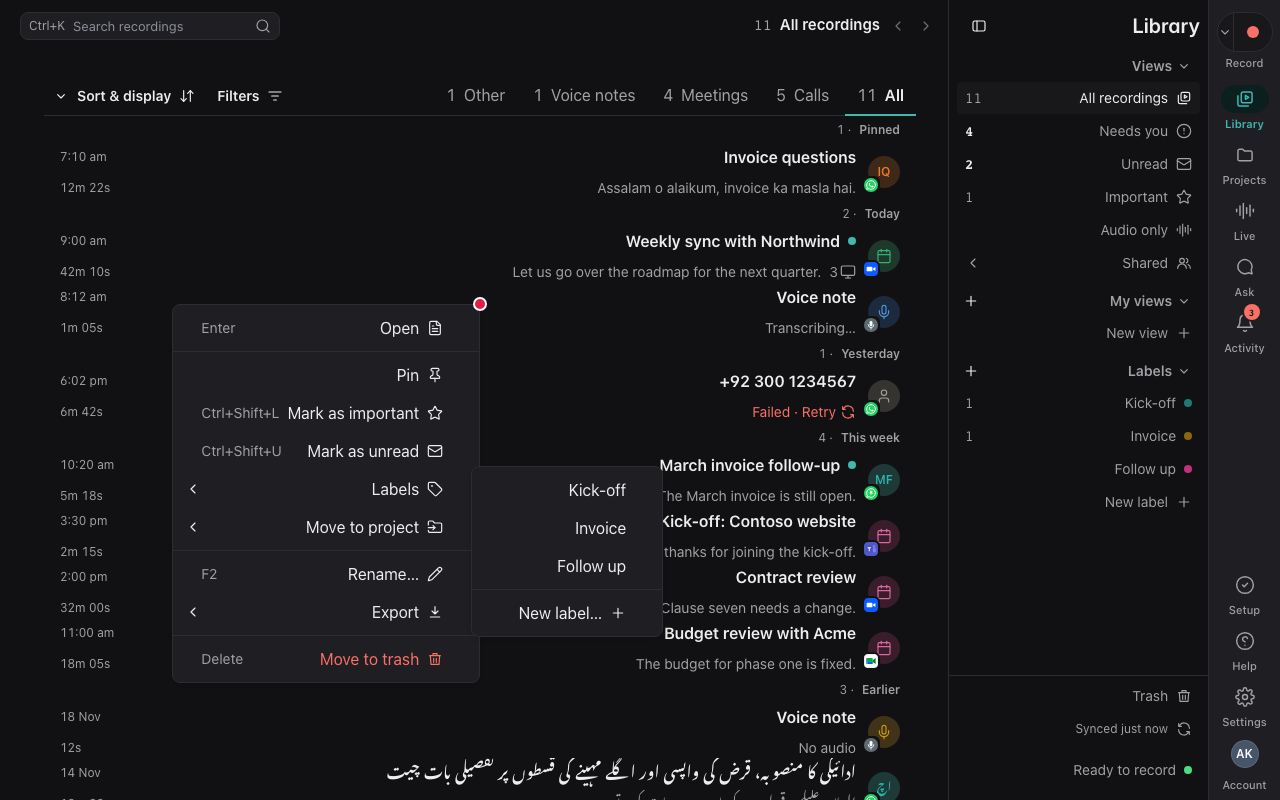 Ctrl+K Search recordings
11 All recordings
Library
Record
Views
Sort & display
Filters
1 Other
1 Voice notes
4 Meetings
5 Calls
11 All
11 All recordings
4 Needs you
2 Unread
1 Important
Audio only
Shared
My views
New view
Labels
1 Kick-off
1 Invoice
Follow up
New label
Trash
Synced just now
Ready to record
Library
Projects
Live
Ask
3
Activity
Setup
Help
Settings
AK
Account
1 · Pinned
7:10 am
Invoice questions
IQ
12m 22s
Assalam o alaikum, invoice ka masla hai.
2 · Today
9:00 am
Weekly sync with Northwind
42m 10s
Let us go over the roadmap for the next quarter. 3
8:12 am
Voice note
1m 05s
Transcribing...
1 · Yesterday
6:02 pm
+92 300 1234567
6m 42s
Failed · Retry
4 · This week
10:20 am
March invoice follow-up
MF
5m 18s
The March invoice is still open.
3:30 pm
Kick-off: Contoso website
2m 15s
thanks for joining the kick-off.
2:00 pm
Contract review
32m 00s
Clause seven needs a change.
11:00 am
Budget review with Acme
18m 05s
The budget for phase one is fixed.
3 · Earlier
18 Nov
Voice note
12s
No audio
14 Nov
ادائیگی کا منصوبہ، قرض کی واپسی اور اگلے مہینے کی قسطوں پر تفصیلی بات چیت
اچ
Enter Open
Pin
Ctrl+Shift+L Mark as important
Ctrl+Shift+U Mark as unread
Labels
Move to project
F2 Rename...
Export
Delete Move to trash
Kick-off
Invoice
Follow up
New label...